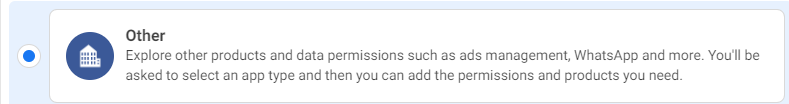 Other
Explore other products and data permissions such as ads management, WhatsApp and more. You'll be
asked to select an app type and then you can add the permissions and products you need.